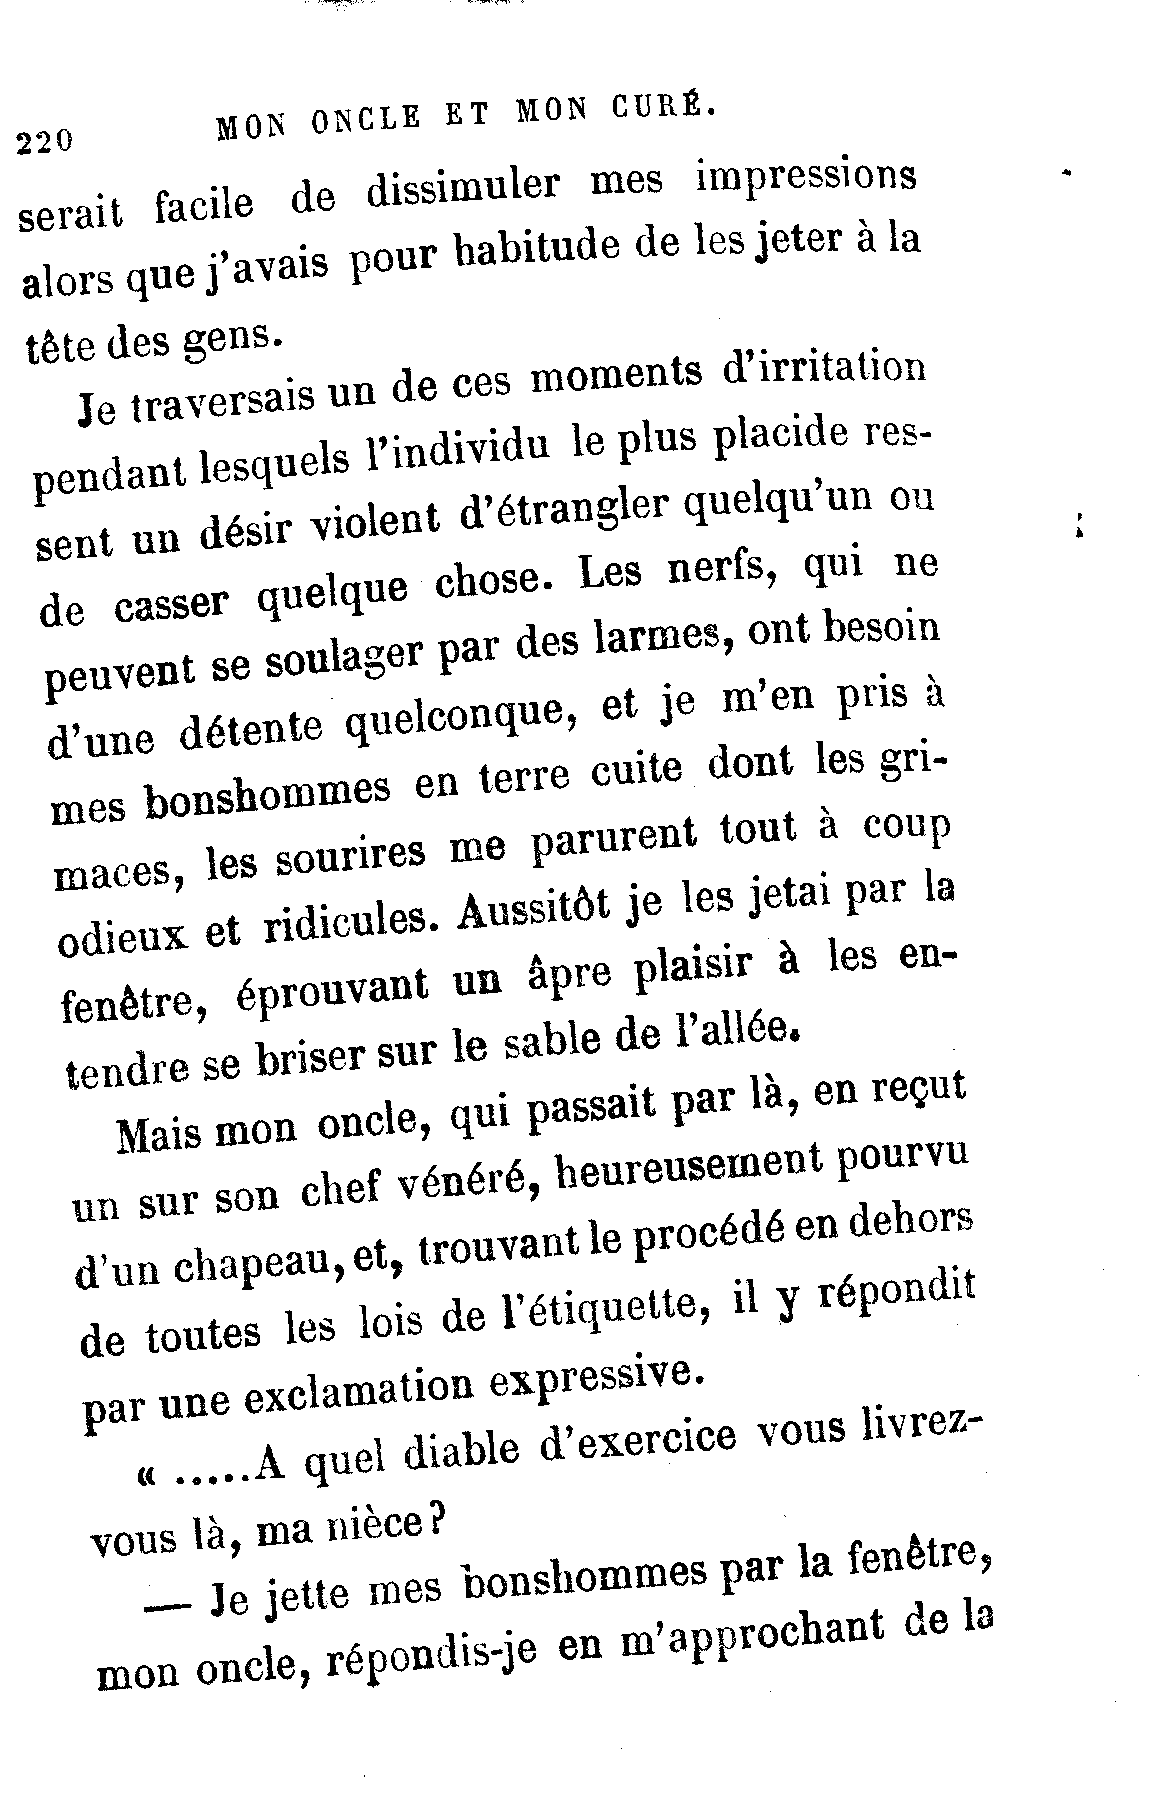 220 MON ONCLE ET MON CURÉ.
serait facile de dissimuler mes impressions
alors que j'avais pour habitude de les jeter à la
tête des gens.
Je traversais un de ces moments d'irritation
pendant lesquels l'individu le plus placide res-
sent un désir violent d'étrangler quelqu'un ou
de casser quelque chose. Les nerfs, qui ne
peuvent se soulager par des larmes, ont besoin
d'une détente quelconque, et je m'en pris à
mes bonshommes en terre cuite dont les gri-
maces, les sourires me parurent tout à coup
odieux et ridicules. Aussitôt je les jetai par la
fenêtre, éprouvant un âpre plaisir à les en-
tendre se briser sur le sable de l'allée.
Mais mon oncle, qui passait par là, en reçut
un sur son chef vénéré, heureusement pourvu
d'un chapeau, et, trouvant le procédé en dehors
de toutes les lois de l'étiquette, il y répondit
par une exclamation expressive.
« .....A quel diable d'exercice vous livrez-
vous là, ma nièce?
— Je jette mes bonshommes par la fenêtre,
mon oncle, répondis-je en m'approchant de la